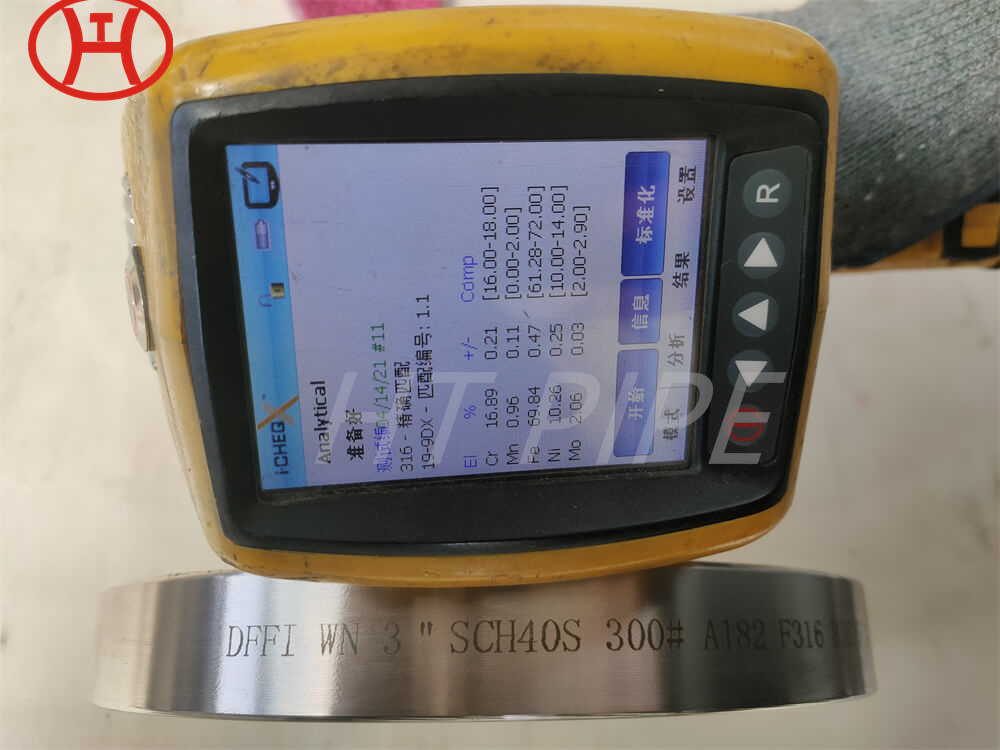 i-CHEQX
Analytical
准备好
测试编04/14/21 #11
316 - 精确匹配
19-9DX - 匹配编号: 1.1
El % +/- Comp
Cr 16.89 0.21 [16.00-18.00]
Mn 0.96 0.11 [0.00-2.00]
Fe 69.84 0.47 [61.28-72.00]
Ni 10.26 0.25 [10.00-14.00]
Mo 2.06 0.03 [2.00-2.90]
开始 信息 标准化
模式 分析 结果 设置
R
HT PIPE
DFFI WN 3" SCH40S 300# A182 F316